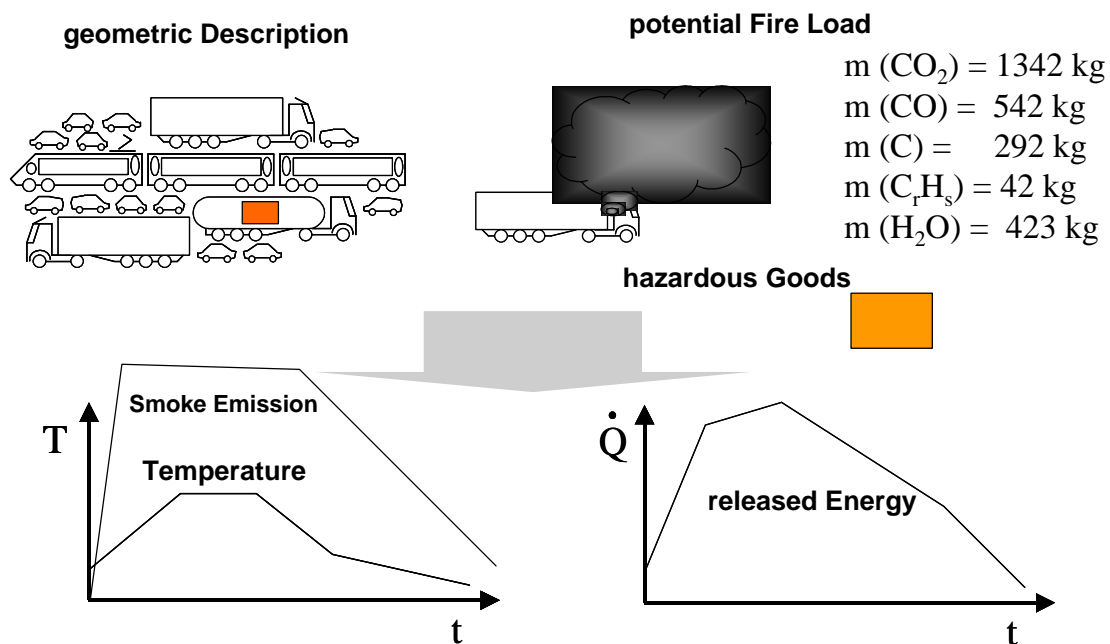 geometric Description
potential Fire Load
m (CO₂) = 1342 kg
m (CO) = 542 kg
m (C) = 292 kg
m (CᵣHₛ) = 42 kg
m (H₂O) = 423 kg
hazardous Goods
Smoke Emission
T
Temperature
t
Q̇
released Energy
t